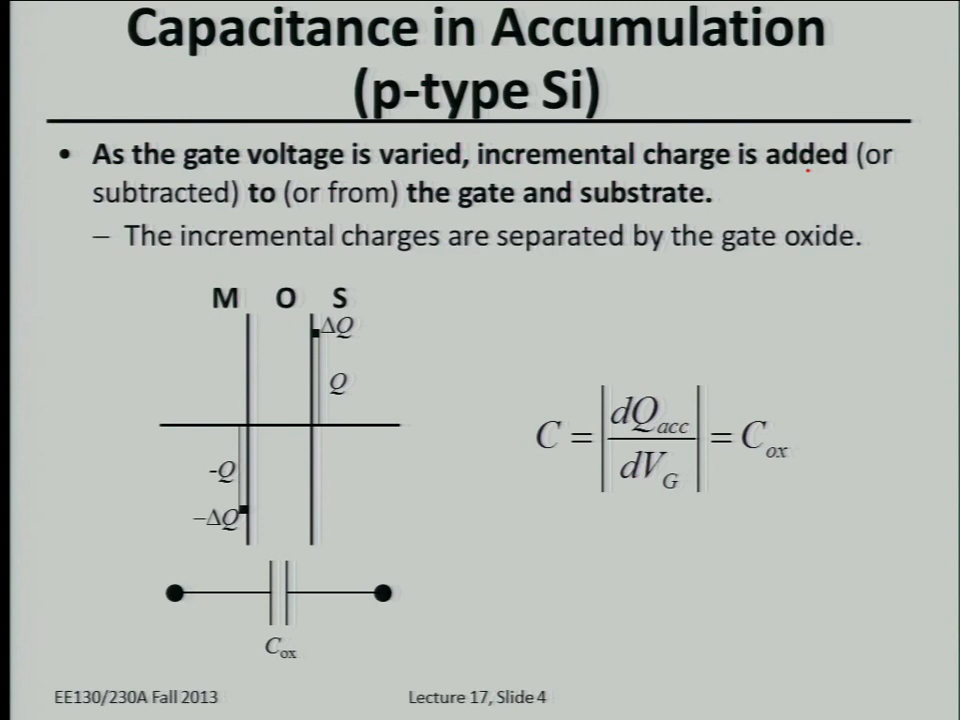 Capacitance in Accumulation
(p-type Si)
• As the gate voltage is varied, incremental charge is added (or
subtracted) to (or from) the gate and substrate.
– The incremental charges are separated by the gate oxide.
M O S
ΔQ
Q
-Q
–ΔQ
C = |dQ_acc / dV_G| = C_ox
C_ox
EE130/230A Fall 2013 Lecture 17, Slide 4